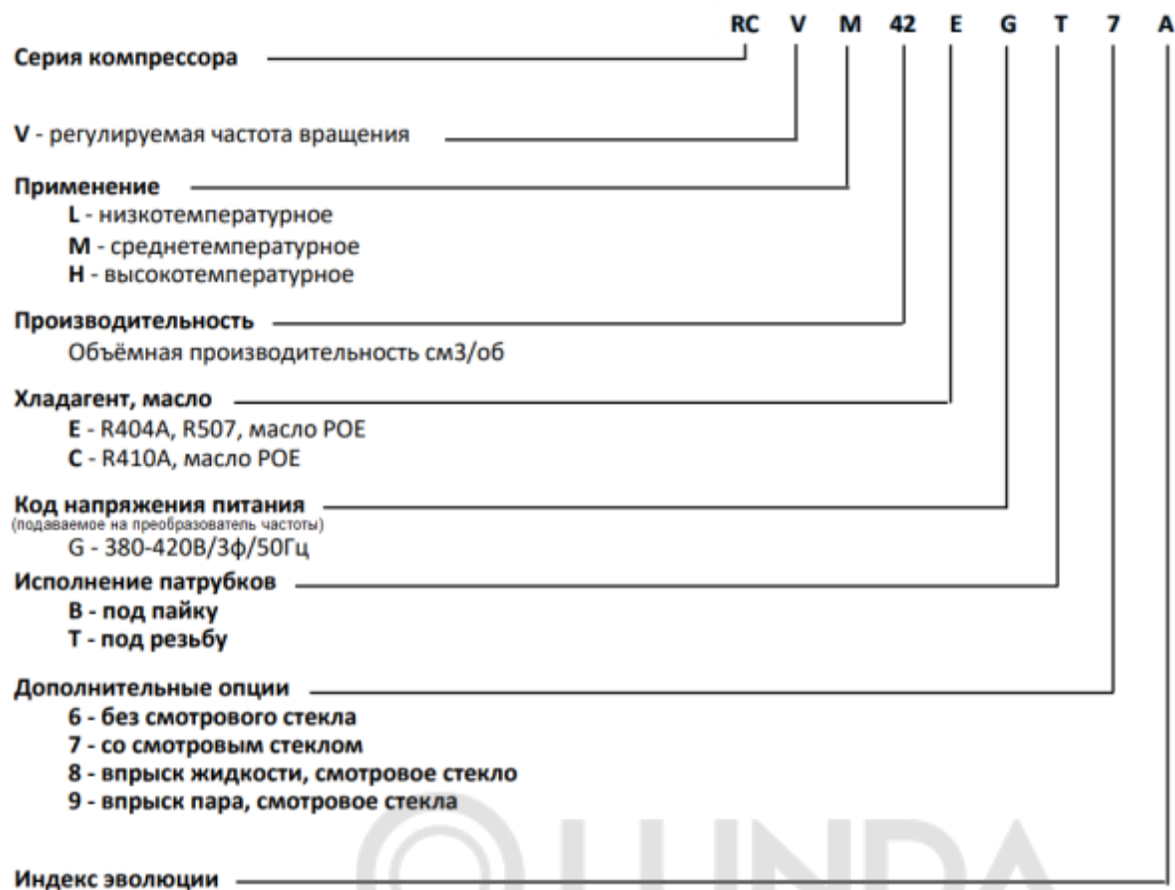 RC V M 42 E G T 7 A
Серия компрессора
V - регулируемая частота вращения
Применение
L - низкотемпературное
M - среднетемпературное
H - высокотемпературное
Производительность
Объёмная производительность см3/об
Хладагент, масло
E - R404A, R507, масло POE
C - R410A, масло POE
Код напряжения питания
(подаваемое на преобразователь частоты)
G - 380-420В/3ф/50Гц
Исполнение патрубков
B - под пайку
T - под резьбу
Дополнительные опции
6 - без смотрового стекла
7 - со смотровым стеклом
8 - впрыск жидкости, смотровое стекло
9 - впрыск пара, смотровое стекла
LUNDA
Индекс эволюции